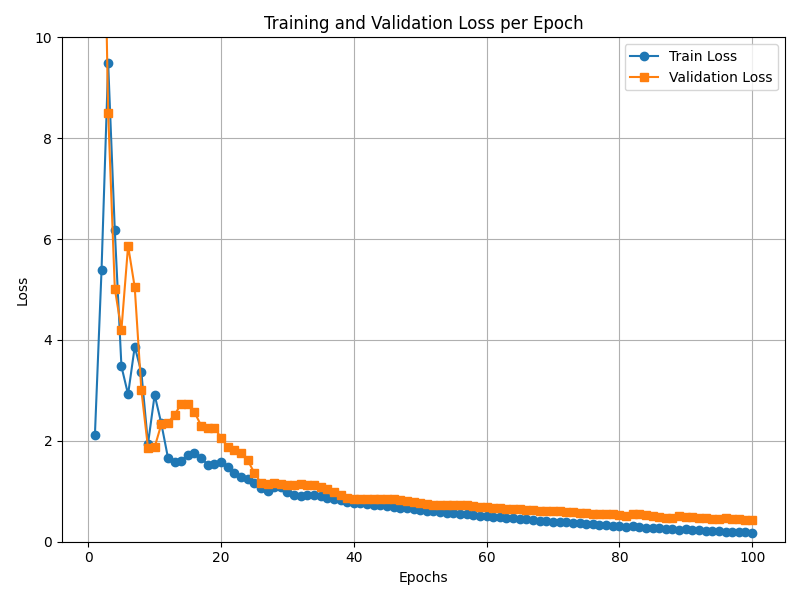 Training and Validation Loss per Epoch
Train Loss
Validation Loss
10
8
6
4
2
0
Loss
0 20 40 60 80 100
Epochs